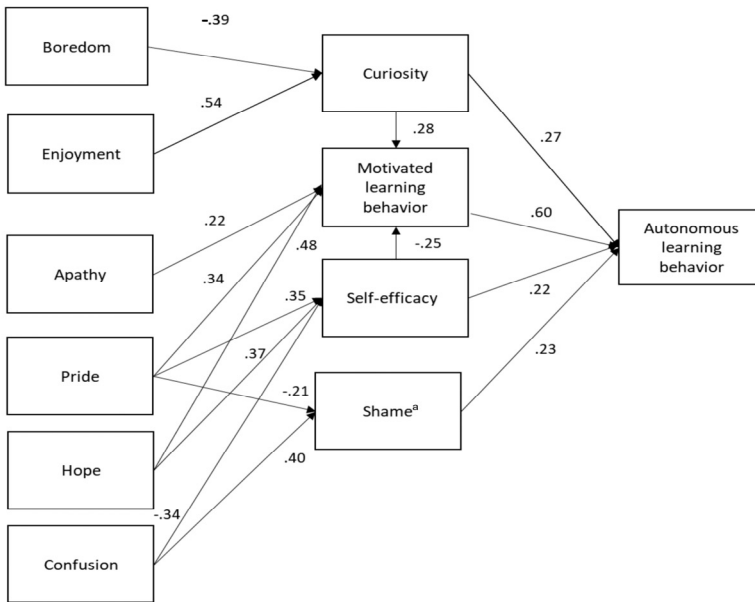 -.39
Boredom
Curiosity
.54
.28
.27
Enjoyment
Motivated
learning
behavior
.22
.60
.48
Autonomous
learning
behavior
-.25
Apathy
.34
.35
Self-efficacy
.22
.37
.23
Pride
-.21
Shameᵃ
.40
Hope
-.34
Confusion